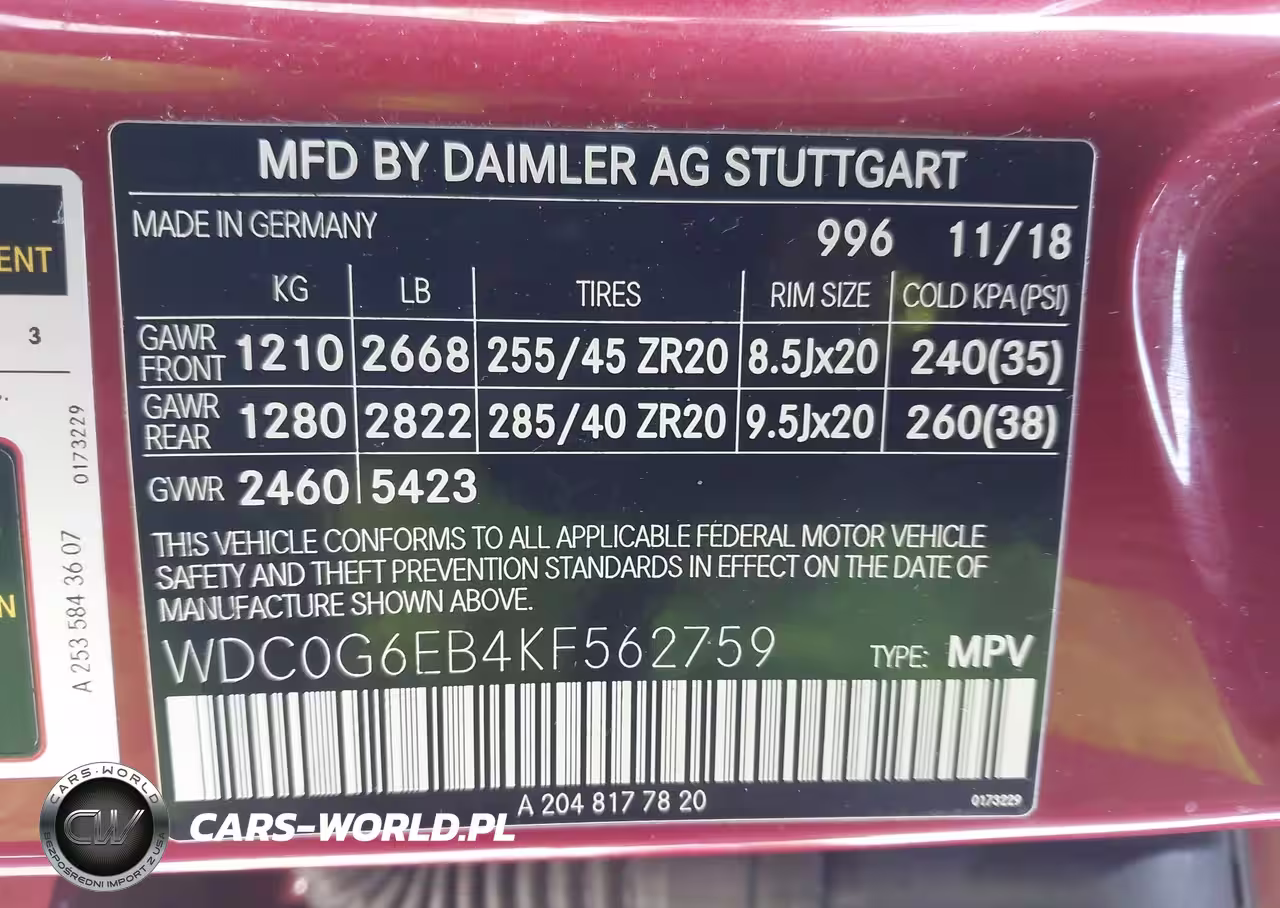 MFD BY DAIMLER AG STUTTGART
MADE IN GERMANY 996 11/18
KG LB TIRES RIM SIZE COLD KPA (PSI)
GAWR FRONT 1210 2668 255/45 ZR20 8.5Jx20 240(35)
GAWR REAR 1280 2822 285/40 ZR20 9.5Jx20 260(38)
GVWR 2460 5423
THIS VEHICLE CONFORMS TO ALL APPLICABLE FEDERAL MOTOR VEHICLE
SAFETY AND THEFT PREVENTION STANDARDS IN EFFECT ON THE DATE OF
MANUFACTURE SHOWN ABOVE.
WDC0G6EB4KF562759 TYPE: MPV
A 204 817 78 20 0173229
ENT
3
N
A 253 584 36 07 0173229
CARS-WORLD
CW
BEZPOŚREDNI IMPORT Z USA
CARS-WORLD.PL